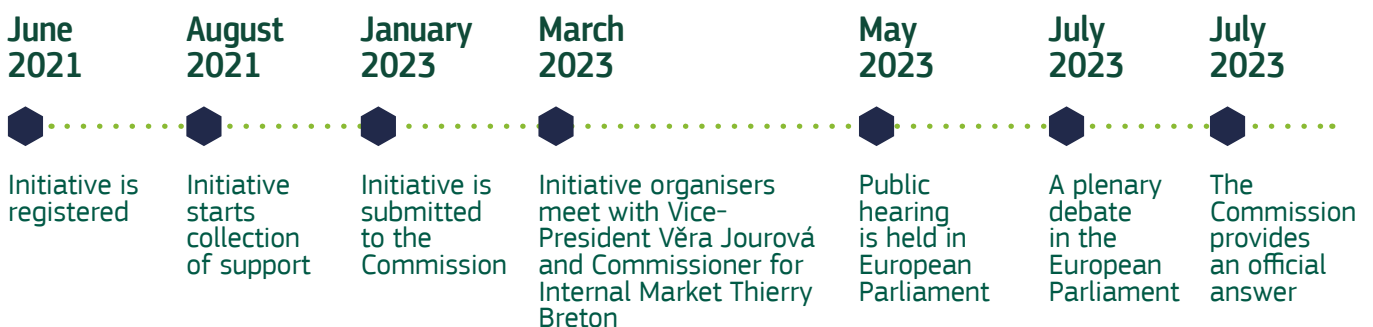 June
2021
Initiative is
registered
August
2021
Initiative
starts
collection
of support
January
2023
Initiative is
submitted
to the
Commission
March
2023
Initiative organisers
meet with Vice-
President Věra Jourová
and Commissioner for
Internal Market Thierry
Breton
May
2023
Public
hearing
is held in
European
Parliament
July
2023
A plenary
debate
in the
European
Parliament
July
2023
The
Commission
provides
an official
answer